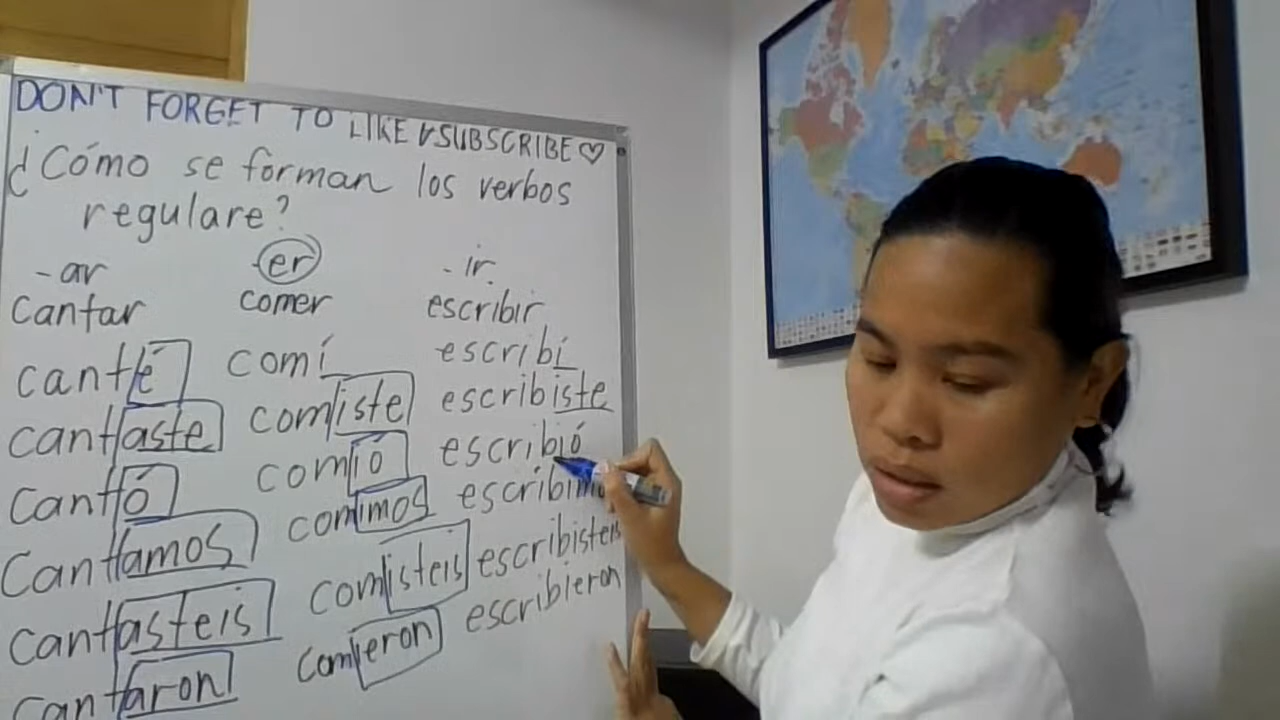 DON'T FORGET TO LIKE & SUBSCRIBE ♡
¿Cómo se forman los verbos
regulare?
-ar er -ir
Cantar comer escribir
canté comí escribí
cantaste comiste escribiste
cantó comió escribió
Cantamos comimos
cantasteis comisteis escribisteis
cantaron comieron escribieron